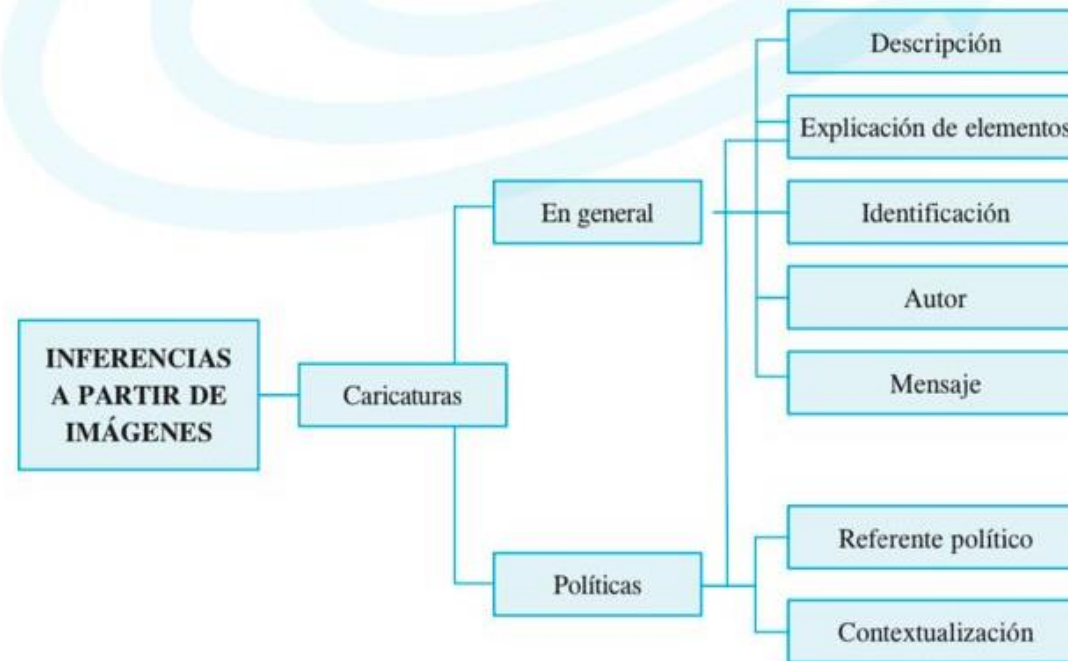 INFERENCIAS
A PARTIR DE
IMÁGENES
Caricaturas
En general
Descripción
Explicación de elementos
Identificación
Autor
Mensaje
Políticas
Referente político
Contextualización